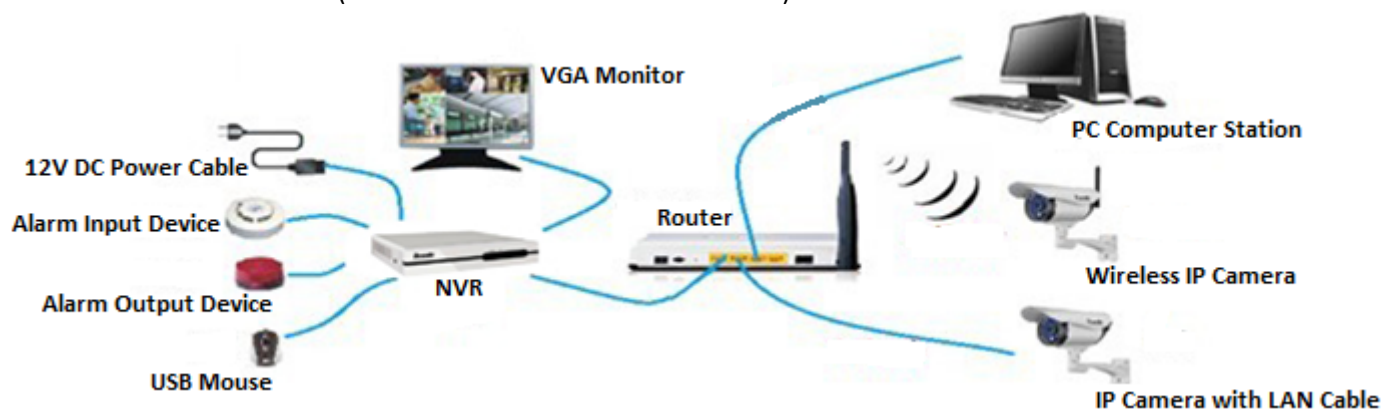 VGA Monitor
12V DC Power Cable
PC Computer Station
Alarm Input Device
Router
NVR
Wireless IP Camera
Alarm Output Device
USB Mouse
IP Camera with LAN Cable